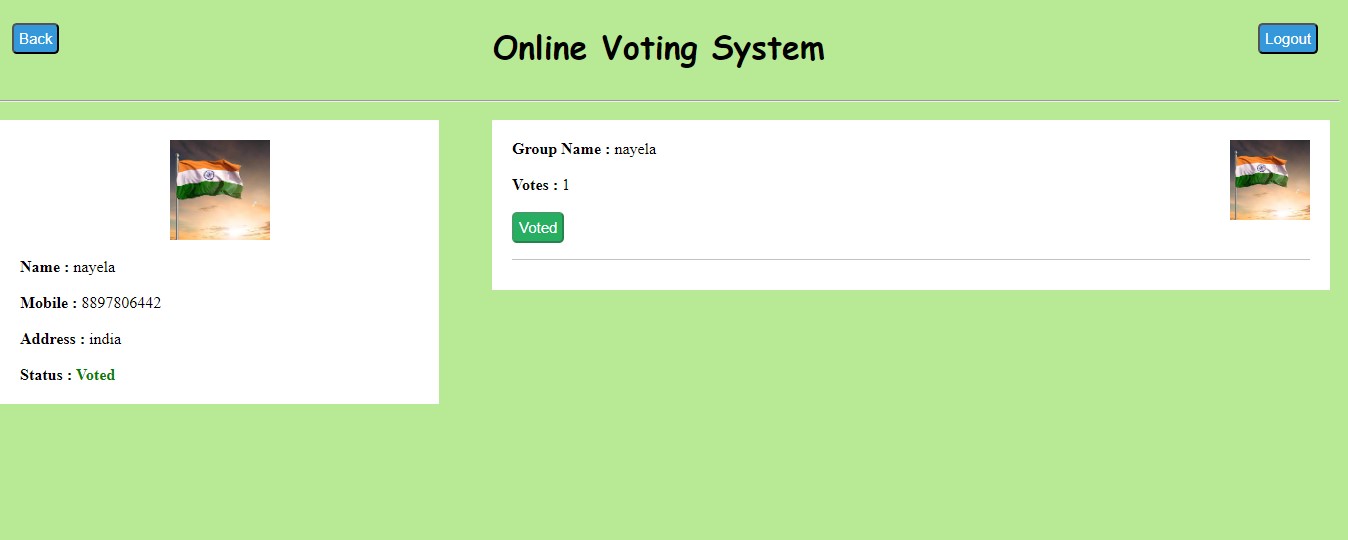 Back
Online Voting System
Logout
Name : nayela
Mobile : 8897806442
Address : india
Status : Voted
Group Name : nayela
Votes : 1
Voted